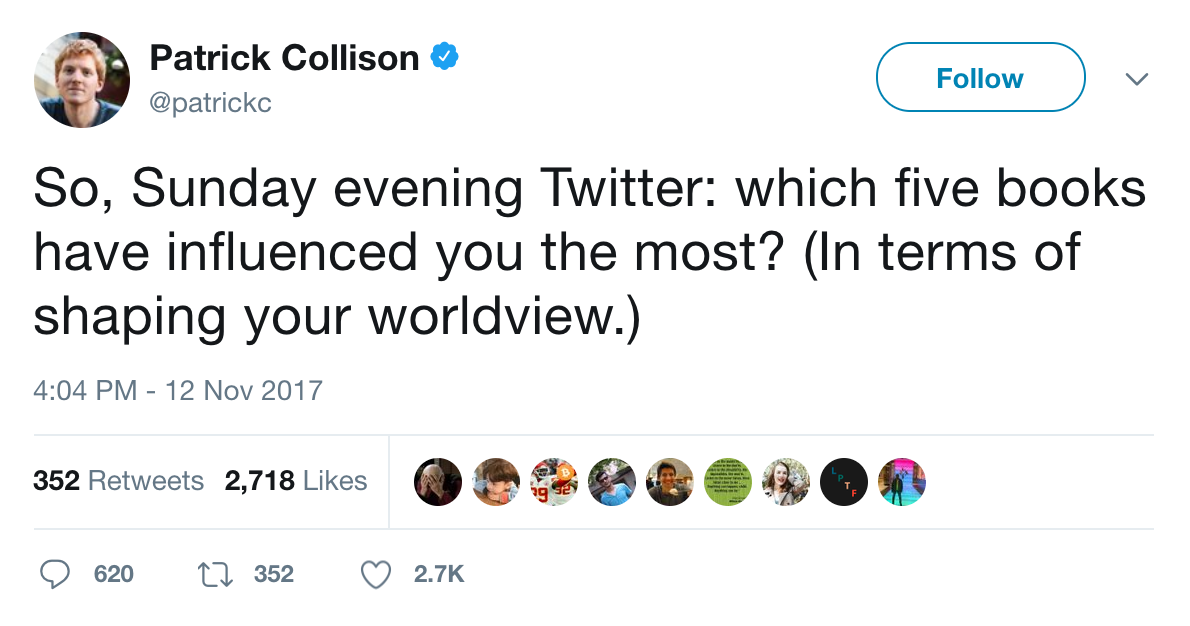 Patrick Collison
@patrickc
Follow
So, Sunday evening Twitter: which five books
have influenced you the most? (In terms of
shaping your worldview.)
4:04 PM - 12 Nov 2017
352 Retweets 2,718 Likes
620 352 2.7K